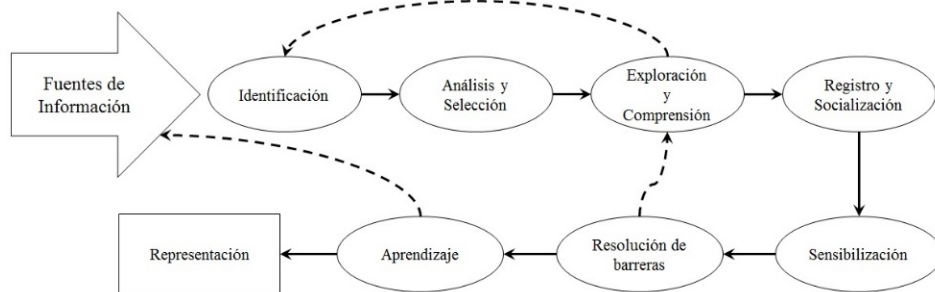 Fuentes de
Información
Identificación
Análisis y
Selección
Exploración
y
Comprensión
Registro y
Socialización
Representación
Aprendizaje
Resolución de
barreras
Sensibilización